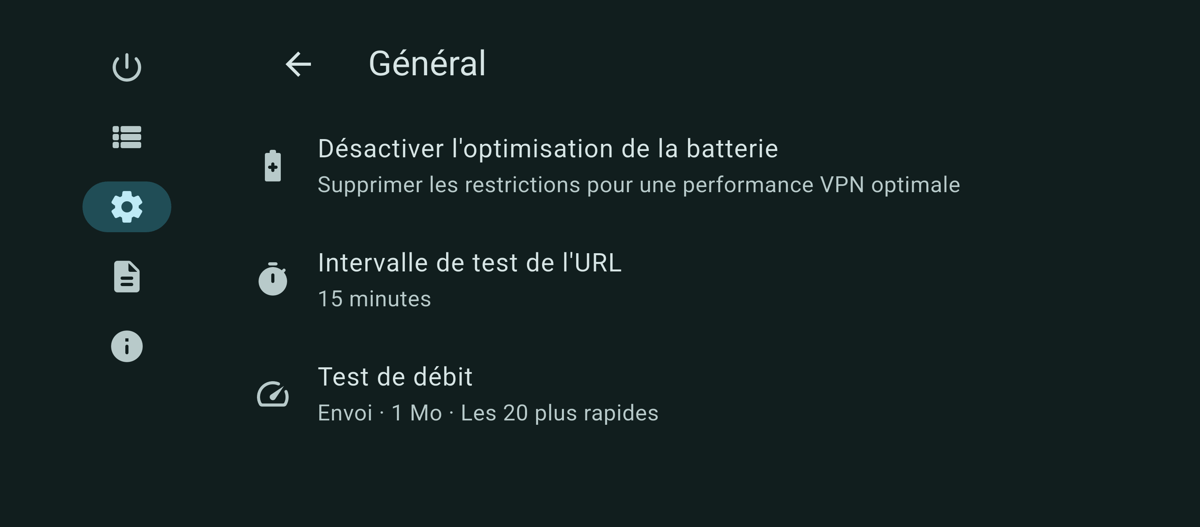 Général
Désactiver l'optimisation de la batterie
Supprimer les restrictions pour une performance VPN optimale
Intervalle de test de l'URL
15 minutes
Test de débit
Envoi · 1 Mo · Les 20 plus rapides